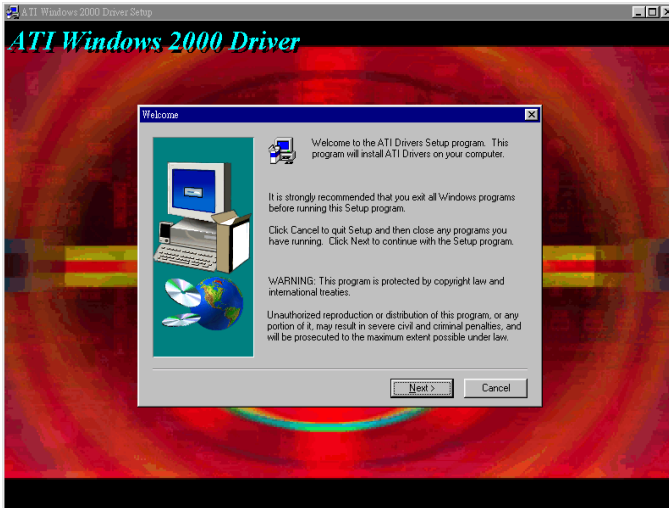 ATI Windows 2000 Driver Setup
ATI Windows 2000 Driver
Welcome
Welcome to the ATI Drivers Setup program. This
program will install ATI Drivers on your computer.
It is strongly recommended that you exit all Windows programs
before running this Setup program.
Click Cancel to quit Setup and then close any programs you
have running. Click Next to continue with the Setup program.
WARNING: This program is protected by copyright law and
international treaties.
Unauthorized reproduction or distribution of this program, or any
portion of it, may result in severe civil and criminal penalties, and
will be prosecuted to the maximum extent possible under law.
Next >
Cancel